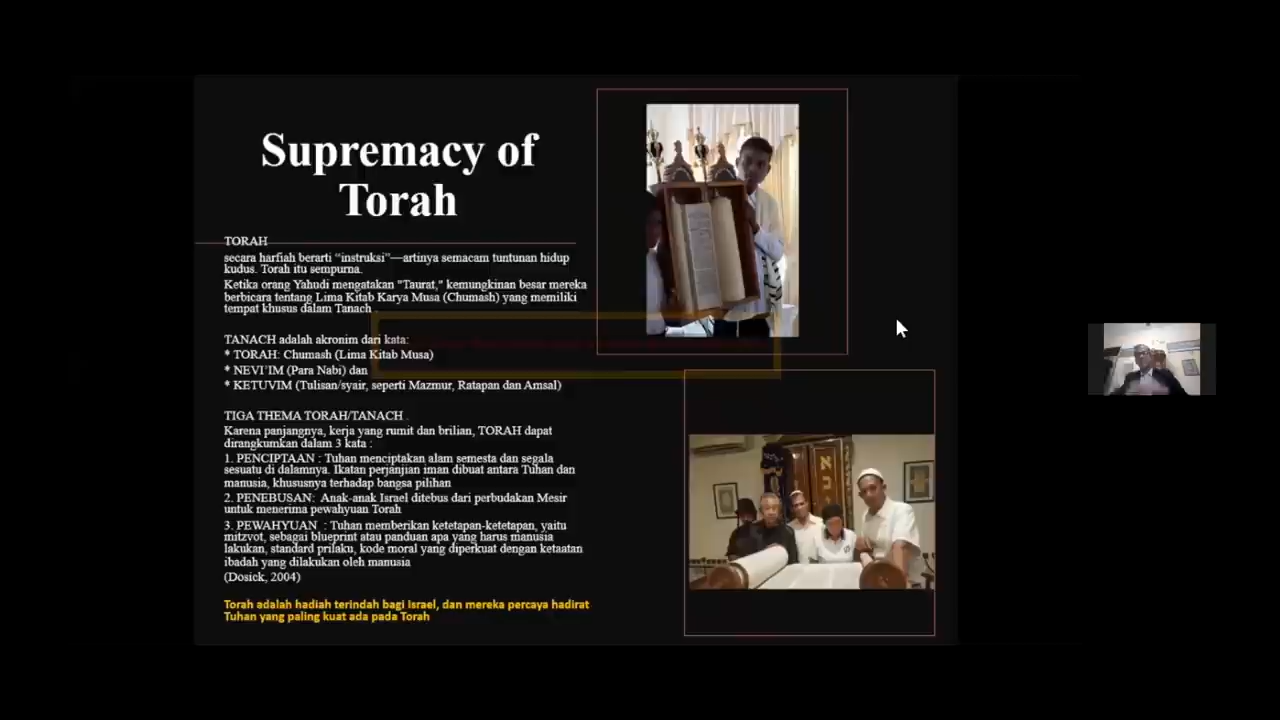 Supremacy of
Torah
TORAH
secara harfiah berarti "instruksi"—artinya semacam tuntunan hidup
kudus. Torah itu sempurna.
Ketika orang Yahudi mengatakan "Taurat," kemungkinan besar mereka
berbicara tentang Lima Kitab Karya Musa (Chumash) yang memiliki
tempat khusus dalam Tanach .
TANACH adalah akronim dari kata:
* TORAH: Chumash (Lima Kitab Musa)
* NEVI'IM (Para Nabi) dan
* KETUVIM (Tulisan/syair, seperti Mazmur, Ratapan dan Amsal)
TIGA THEMA TORAH/TANACH .
Karena panjangnya, kerja yang rumit dan brilian, TORAH dapat
dirangkumkan dalam 3 kata :
1. PENCIPTAAN : Tuhan menciptakan alam semesta dan segala
sesuatu di dalamnya. Ikatan perjanjian iman dibuat antara Tuhan dan
manusia, khususnya terhadap bangsa pilihan
2. PENEBUSAN: Anak-anak Israel ditebus dari perbudakan Mesir
untuk menerima pewahyuan Torah
3. PEWAHYUAN : Tuhan memberikan ketetapan-ketetapan, yaitu
mitzvot, sebagai blueprint atau panduan apa yang harus manusia
lakukan, standard prilaku, kode moral yang diperkuat dengan ketaatan
ibadah yang dilakukan oleh manusia
(Dosick, 2004)
Torah adalah hadiah terindah bagi Israel, dan mereka percaya hadirat
Tuhan yang paling kuat ada pada Torah